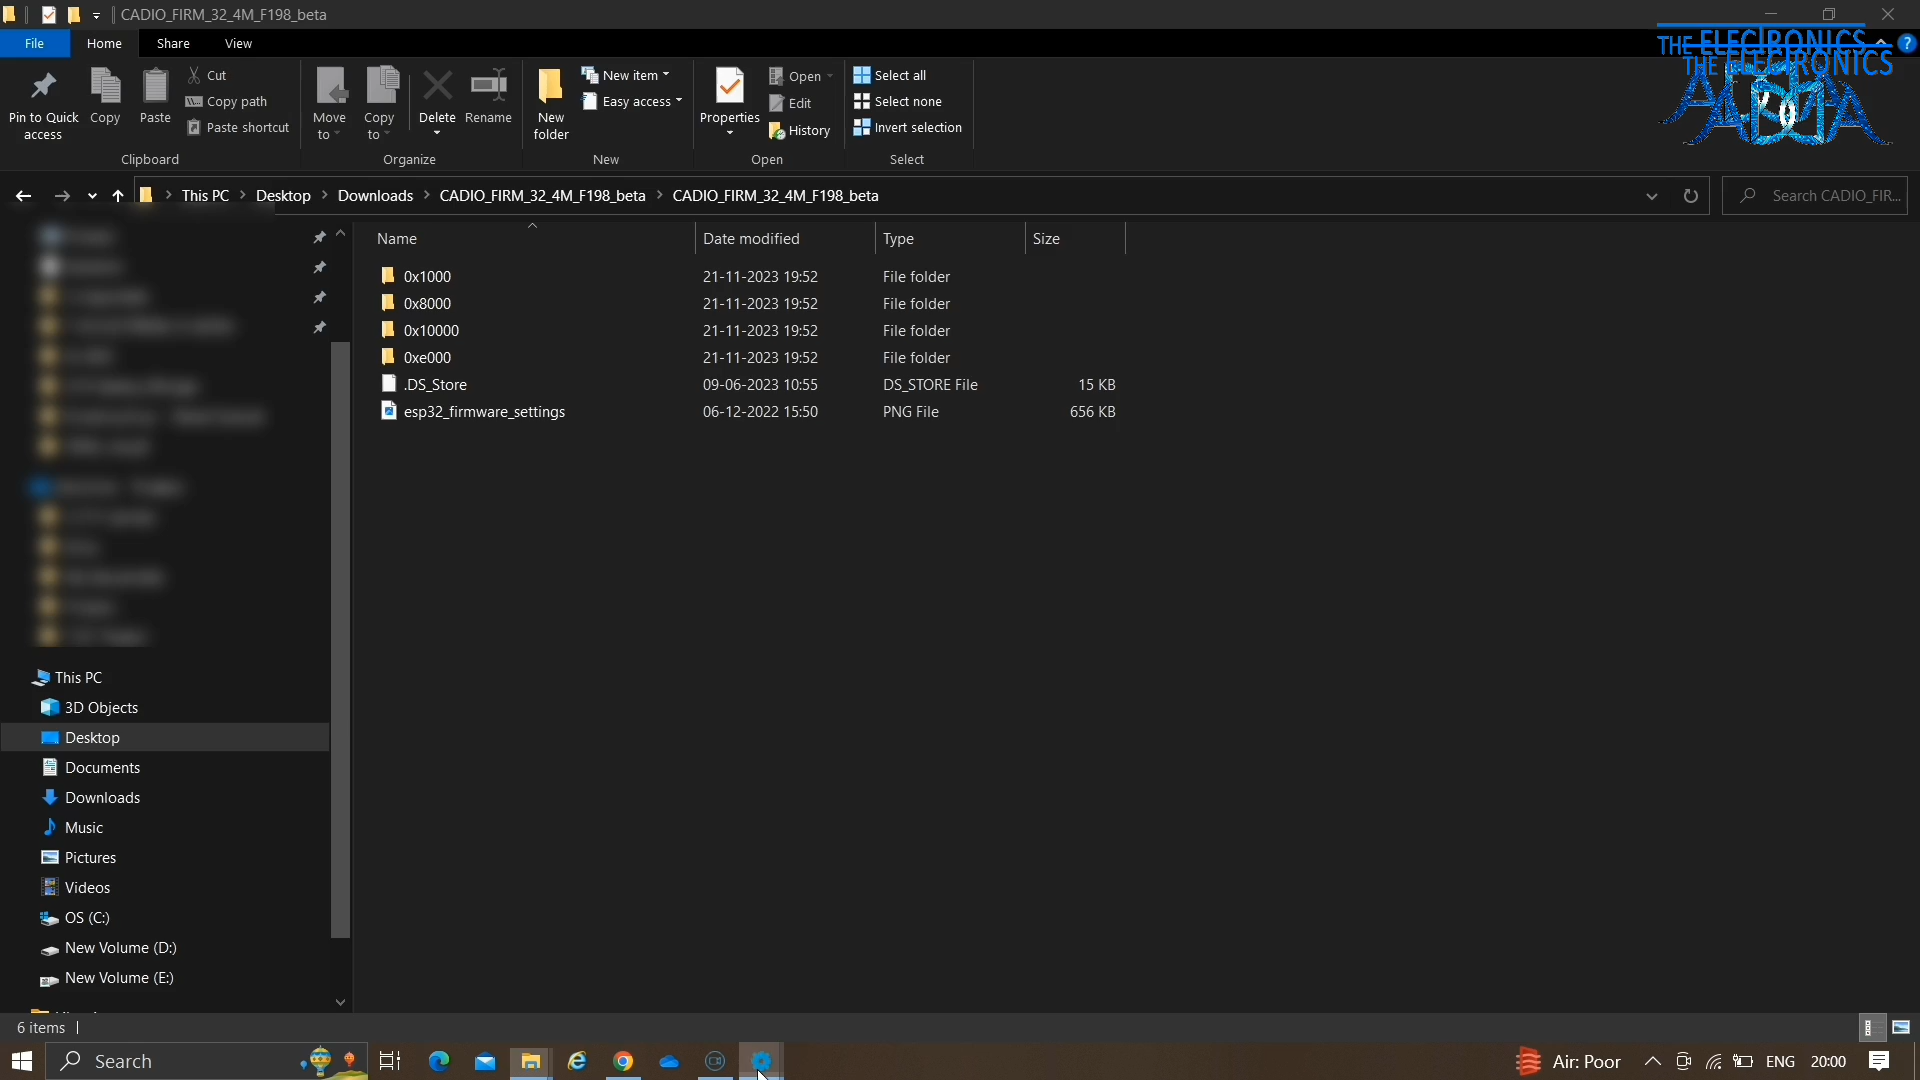 CADIO_FIRM_32_4M_F198_beta
File Home Share View
THE ELECTRONICS
THE ELECTRONICS
Pin to Quick access
Copy
Paste
Cut
Copy path
Paste shortcut
Move to
Copy to
Delete
Rename
New folder
New item
Easy access
Properties
Open
Edit
History
Select all
Select none
Invert selection
Clipboard Organize New Open Select
This PC > Desktop > Downloads > CADIO_FIRM_32_4M_F198_beta > CADIO_FIRM_32_4M_F198_beta
Search CADIO_FIR...
Name Date modified Type Size
0x1000 21-11-2023 19:52 File folder
0x8000 21-11-2023 19:52 File folder
0x10000 21-11-2023 19:52 File folder
0xe000 21-11-2023 19:52 File folder
.DS_Store 09-06-2023 10:55 DS_STORE File 15 KB
esp32_firmware_settings 06-12-2022 15:50 PNG File 656 KB
This PC
3D Objects
Desktop
Documents
Downloads
Music
Pictures
Videos
OS (C:)
New Volume (D:)
New Volume (E:)
6 items
Search
Air: Poor
ENG
20:00